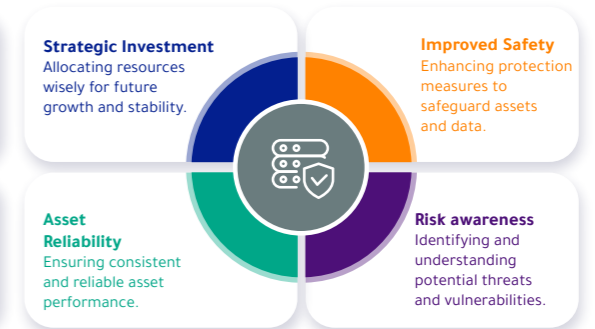 Strategic Investment
Allocating resources
wisely for future
growth and stability.
Improved Safety
Enhancing protection
measures to
safeguard assets
and data.
Asset
Reliability
Ensuring consistent
and reliable asset
performance.
Risk awareness
Identifying and
understanding
potential threats
and vulnerabilities.